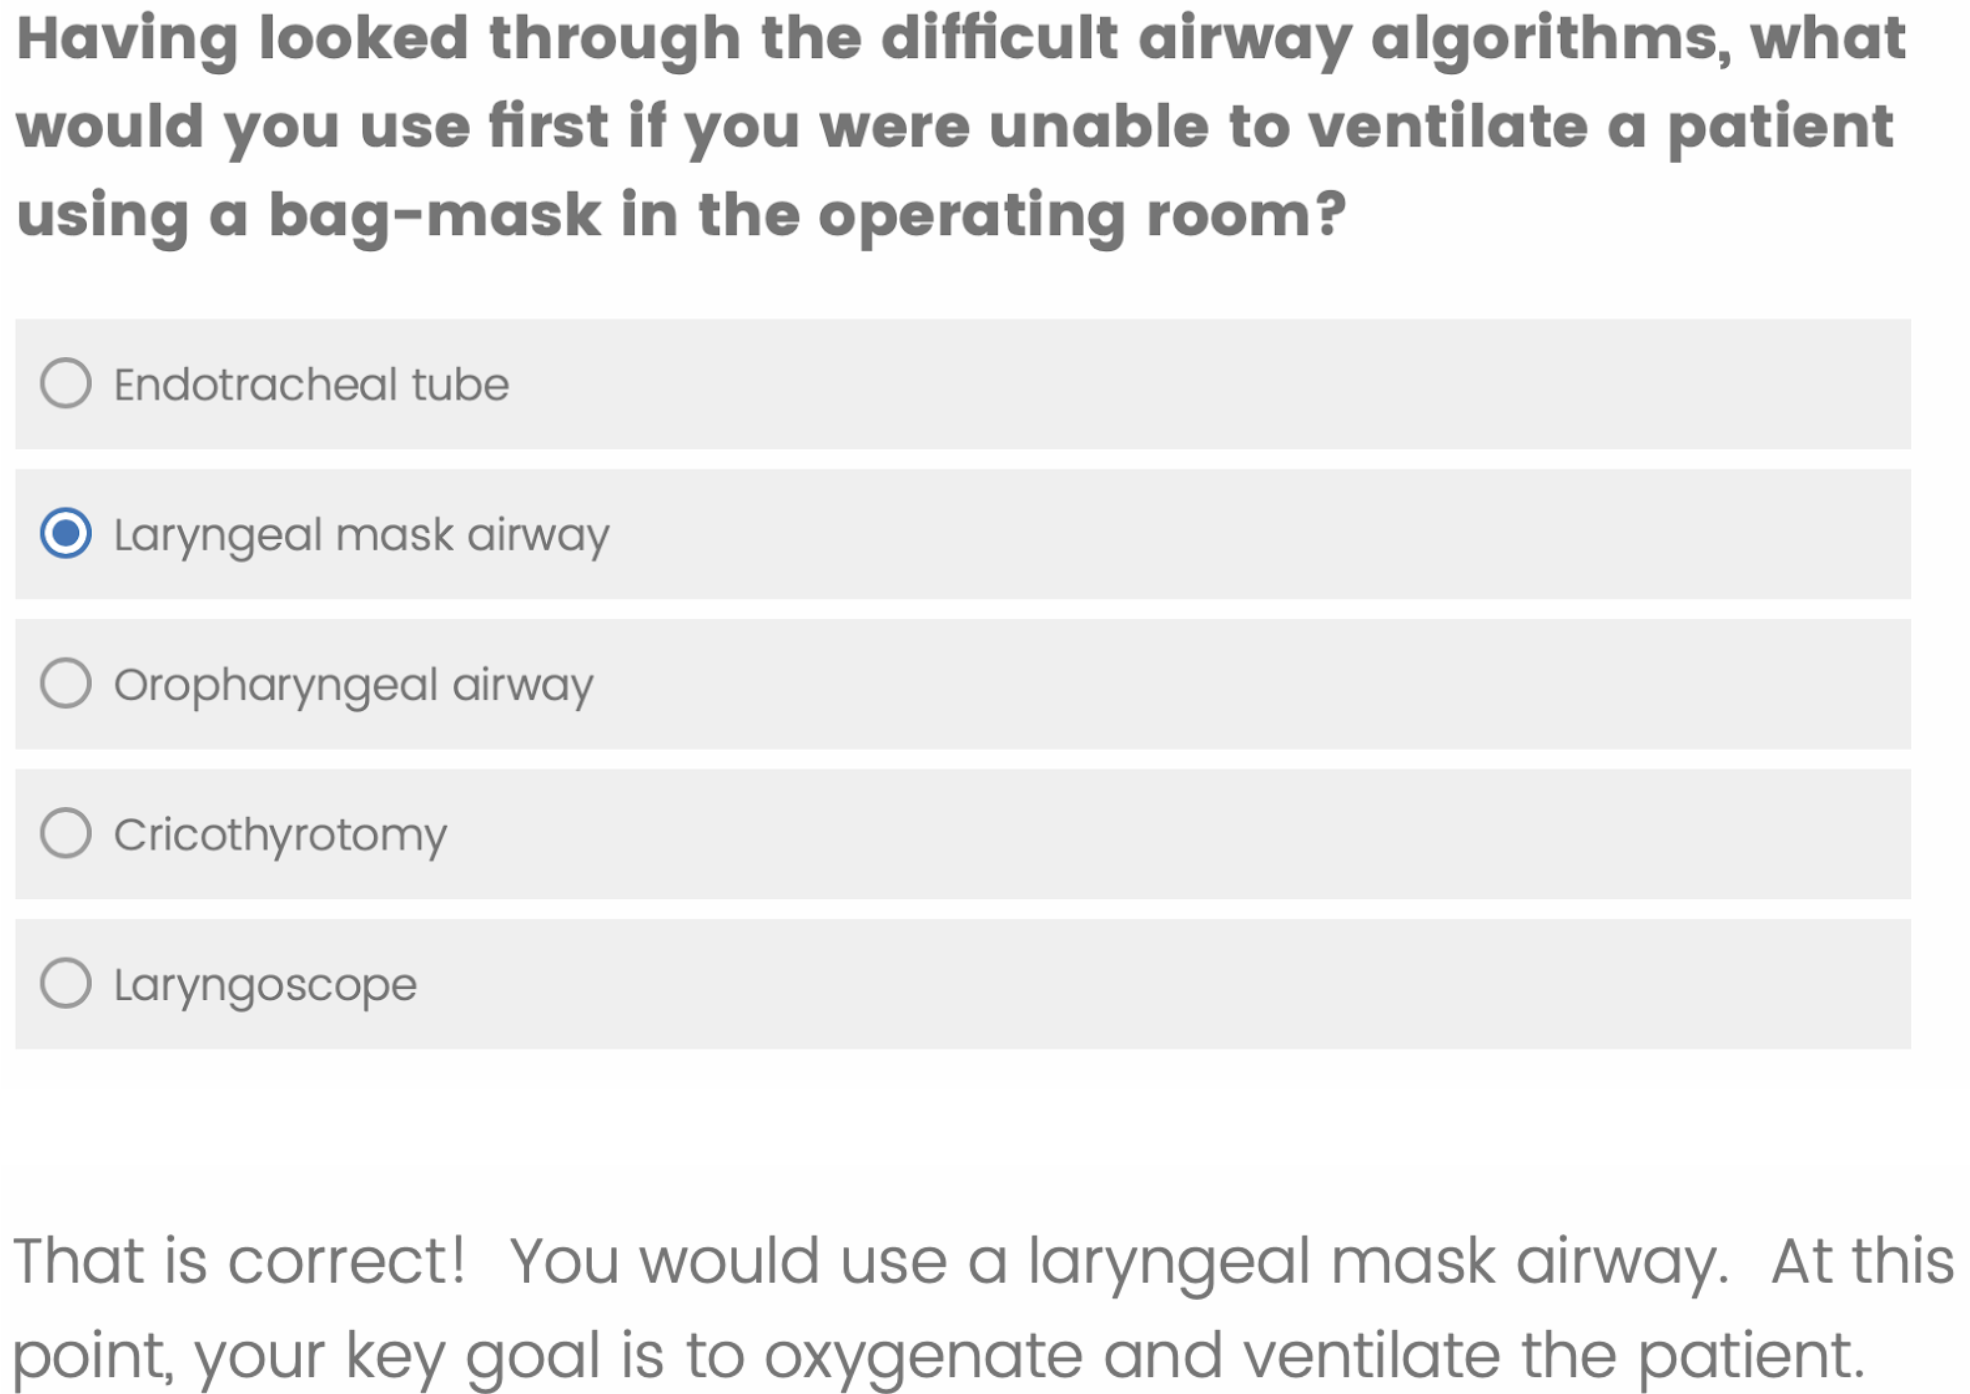 Having looked through the difficult airway algorithms, what
would you use first if you were unable to ventilate a patient
using a bag-mask in the operating room?
Endotracheal tube
Laryngeal mask airway
Oropharyngeal airway
Cricothyrotomy
Laryngoscope
That is correct!  You would use a laryngeal mask airway.  At this
point, your key goal is to oxygenate and ventilate the patient.